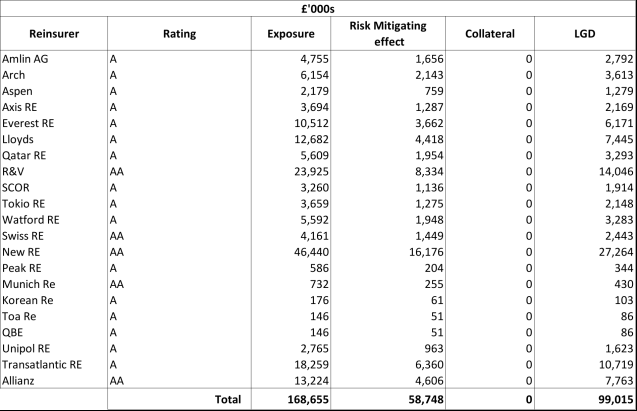 £'000s
Reinsurer Rating Exposure Risk Mitigating effect Collateral LGD
Amlin AG A 4,755 1,656 0 2,792
Arch A 6,154 2,143 0 3,613
Aspen A 2,179 759 0 1,279
Axis RE A 3,694 1,287 0 2,169
Everest RE A 10,512 3,662 0 6,171
Lloyds A 12,682 4,418 0 7,445
Qatar RE A 5,609 1,954 0 3,293
R&V AA 23,925 8,334 0 14,046
SCOR A 3,260 1,136 0 1,914
Tokio RE A 3,659 1,275 0 2,148
Watford RE A 5,592 1,948 0 3,283
Swiss RE AA 4,161 1,449 0 2,443
New RE AA 46,440 16,176 0 27,264
Peak RE A 586 204 0 344
Munich Re AA 732 255 0 430
Korean Re A 176 61 0 103
Toa Re A 146 51 0 86
QBE A 146 51 0 86
Unipol RE A 2,765 963 0 1,623
Transatlantic RE A 18,259 6,360 0 10,719
Allianz AA 13,224 4,606 0 7,763
Total 168,655 58,748 0 99,015